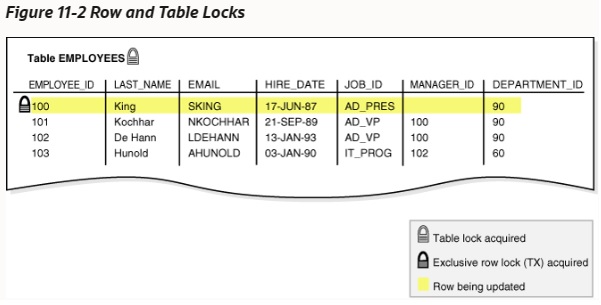 Figure 11-2 Row and Table Locks
Table EMPLOYEES
EMPLOYEE_ID LAST_NAME EMAIL HIRE_DATE JOB_ID MANAGER_ID DEPARTMENT_ID
100 King SKING 17-JUN-87 AD_PRES 90
101 Kochhar NKOCHHAR 21-SEP-89 AD_VP 100 90
102 De Hann LDEHANN 13-JAN-93 AD_VP 100 90
103 Hunold AHUNOLD 03-JAN-90 IT_PROG 102 60
Table lock acquired
Exclusive row lock (TX) acquired
Row being updated